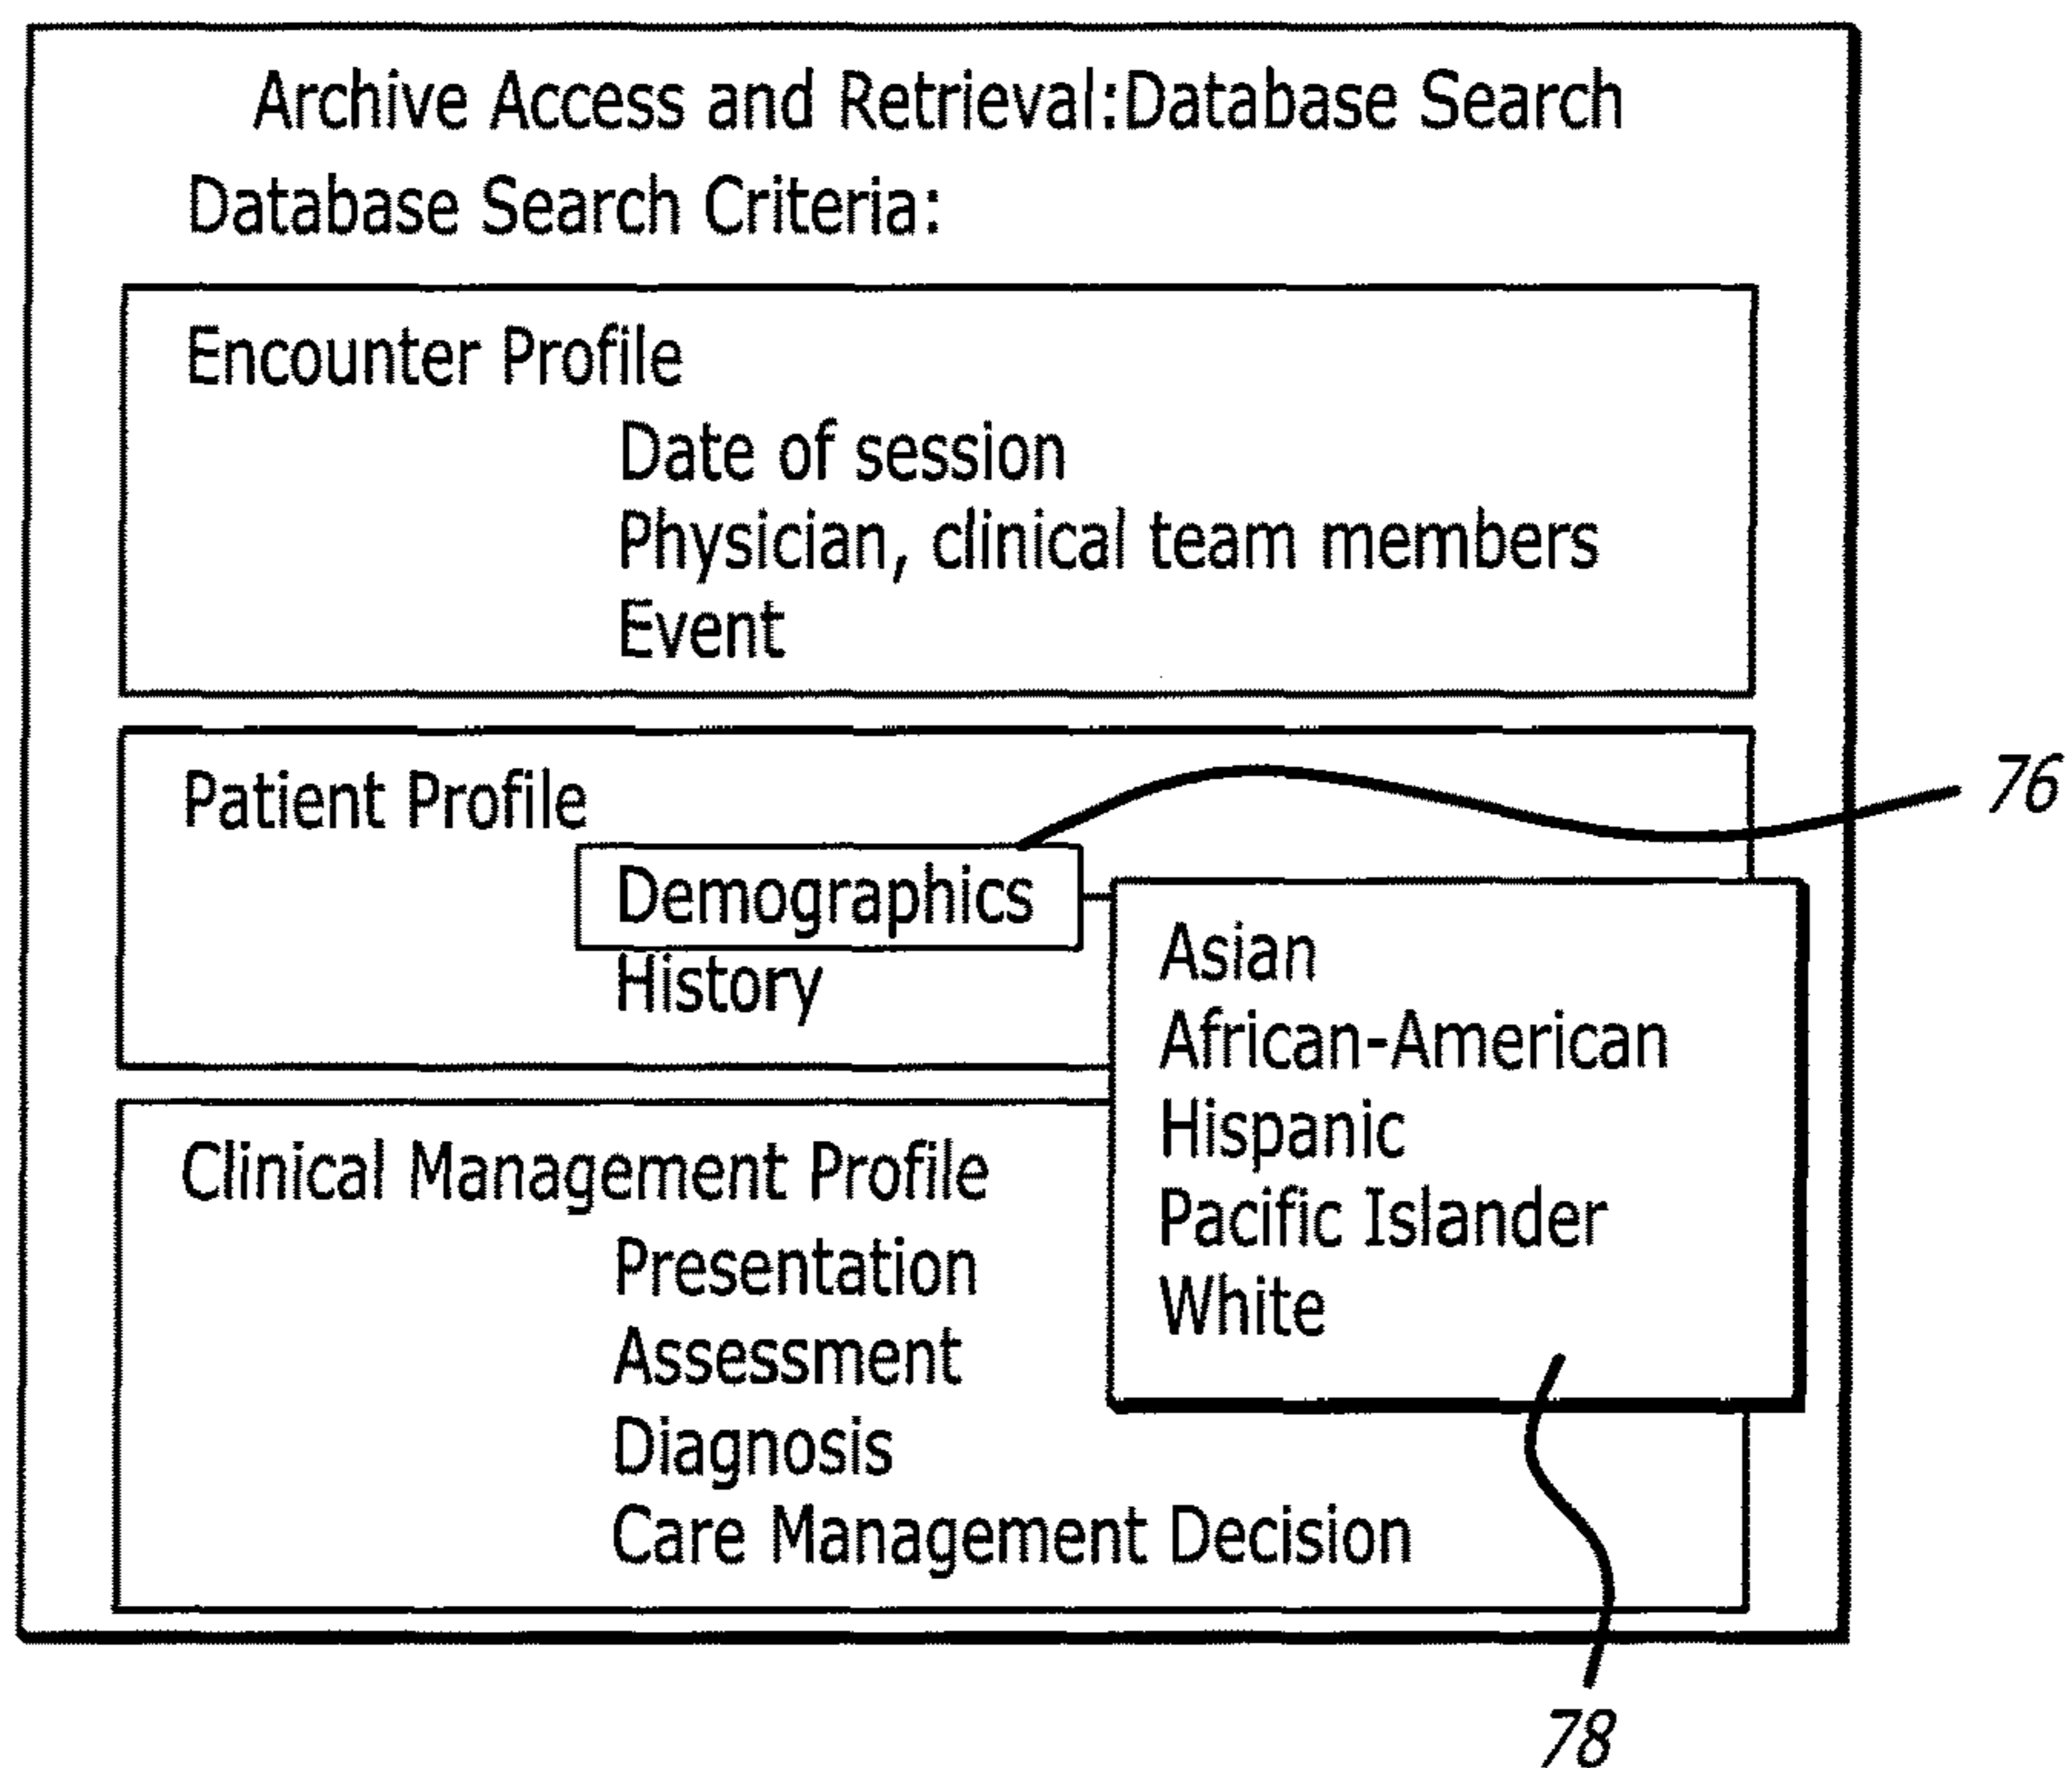 Archive Access and Retrieval:Database Search
Database Search Criteria:
Encounter Profile
Date of session
Physician, clinical team members
Event
Patient Profile
76
Demographics
History
Asian
African-American
Hispanic
Pacific Islander
White
Clinical Management Profile
Presentation
Assessment
Diagnosis
Care Management Decision
78